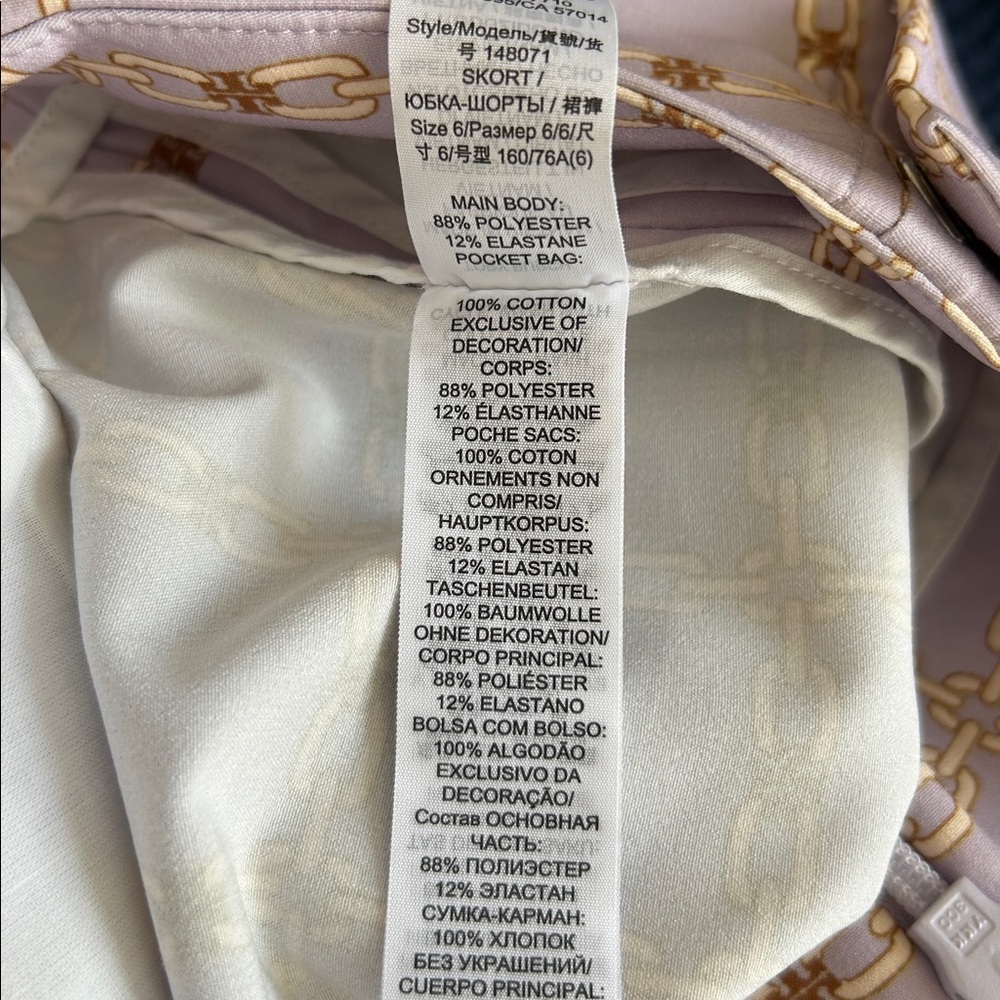 CA 57014
Style/Модель/貨號/货
号 148071
SKORT /
ЮБКА-ШОРТЫ / 裙褲
Size 6/Размер 6/6/尺
寸 6/号型 160/76A(6)
MAIN BODY:
88% POLYESTER
12% ELASTANE
POCKET BAG:
100% COTTON
EXCLUSIVE OF
DECORATION/
CORPS:
88% POLYESTER
12% ÉLASTHANNE
POCHE SACS:
100% COTON
ORNEMENTS NON
COMPRIS/
HAUPTKORPUS:
88% POLYESTER
12% ELASTAN
TASCHENBEUTEL:
100% BAUMWOLLE
OHNE DEKORATION/
CORPO PRINCIPAL:
88% POLIÉSTER
12% ELASTANO
BOLSA COM BOLSO:
100% ALGODÃO
EXCLUSIVO DA
DECORAÇÃO/
Состав ОСНОВНАЯ
ЧАСТЬ:
88% ПОЛИЭСТЕР
12% ЭЛАСТАН
СУМКА-КАРМАН:
100% ХЛОПОК
БЕЗ УКРАШЕНИЙ/
CUERPO PRINCIPAL: